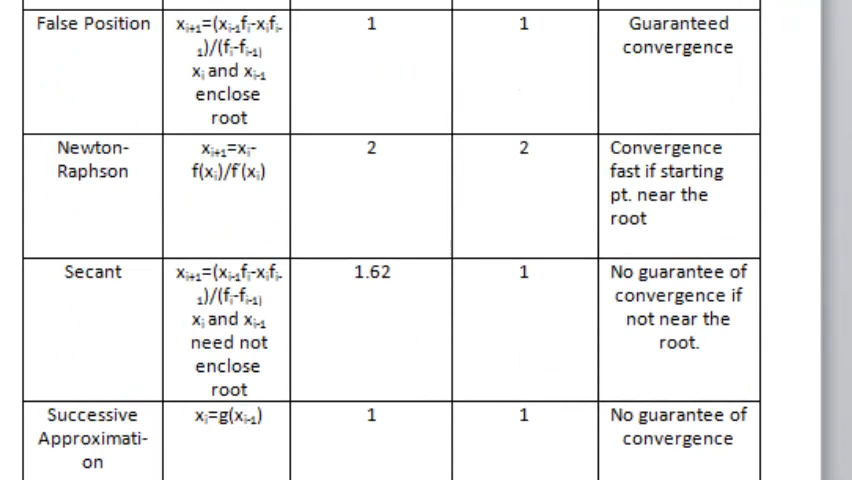 False Position
xᵢ₊₁=(xᵢ₋₁fᵢ-xᵢfᵢ₋
₁)/(fᵢ-fᵢ₋₁)
xᵢ and xᵢ₋₁
enclose
root
1
1
Guaranteed
convergence
Newton-
Raphson
xᵢ₊₁=xᵢ-
f(xᵢ)/f'(xᵢ)
2
2
Convergence
fast if starting
pt. near the
root
Secant
xᵢ₊₁=(xᵢ₋₁fᵢ-xᵢfᵢ₋
₁)/(fᵢ-fᵢ₋₁)
xᵢ and xᵢ₋₁
need not
enclose
root
1.62
1
No guarantee of
convergence if
not near the
root.
Successive
Approximati-
on
xᵢ=g(xᵢ₋₁)
1
1
No guarantee of
convergence